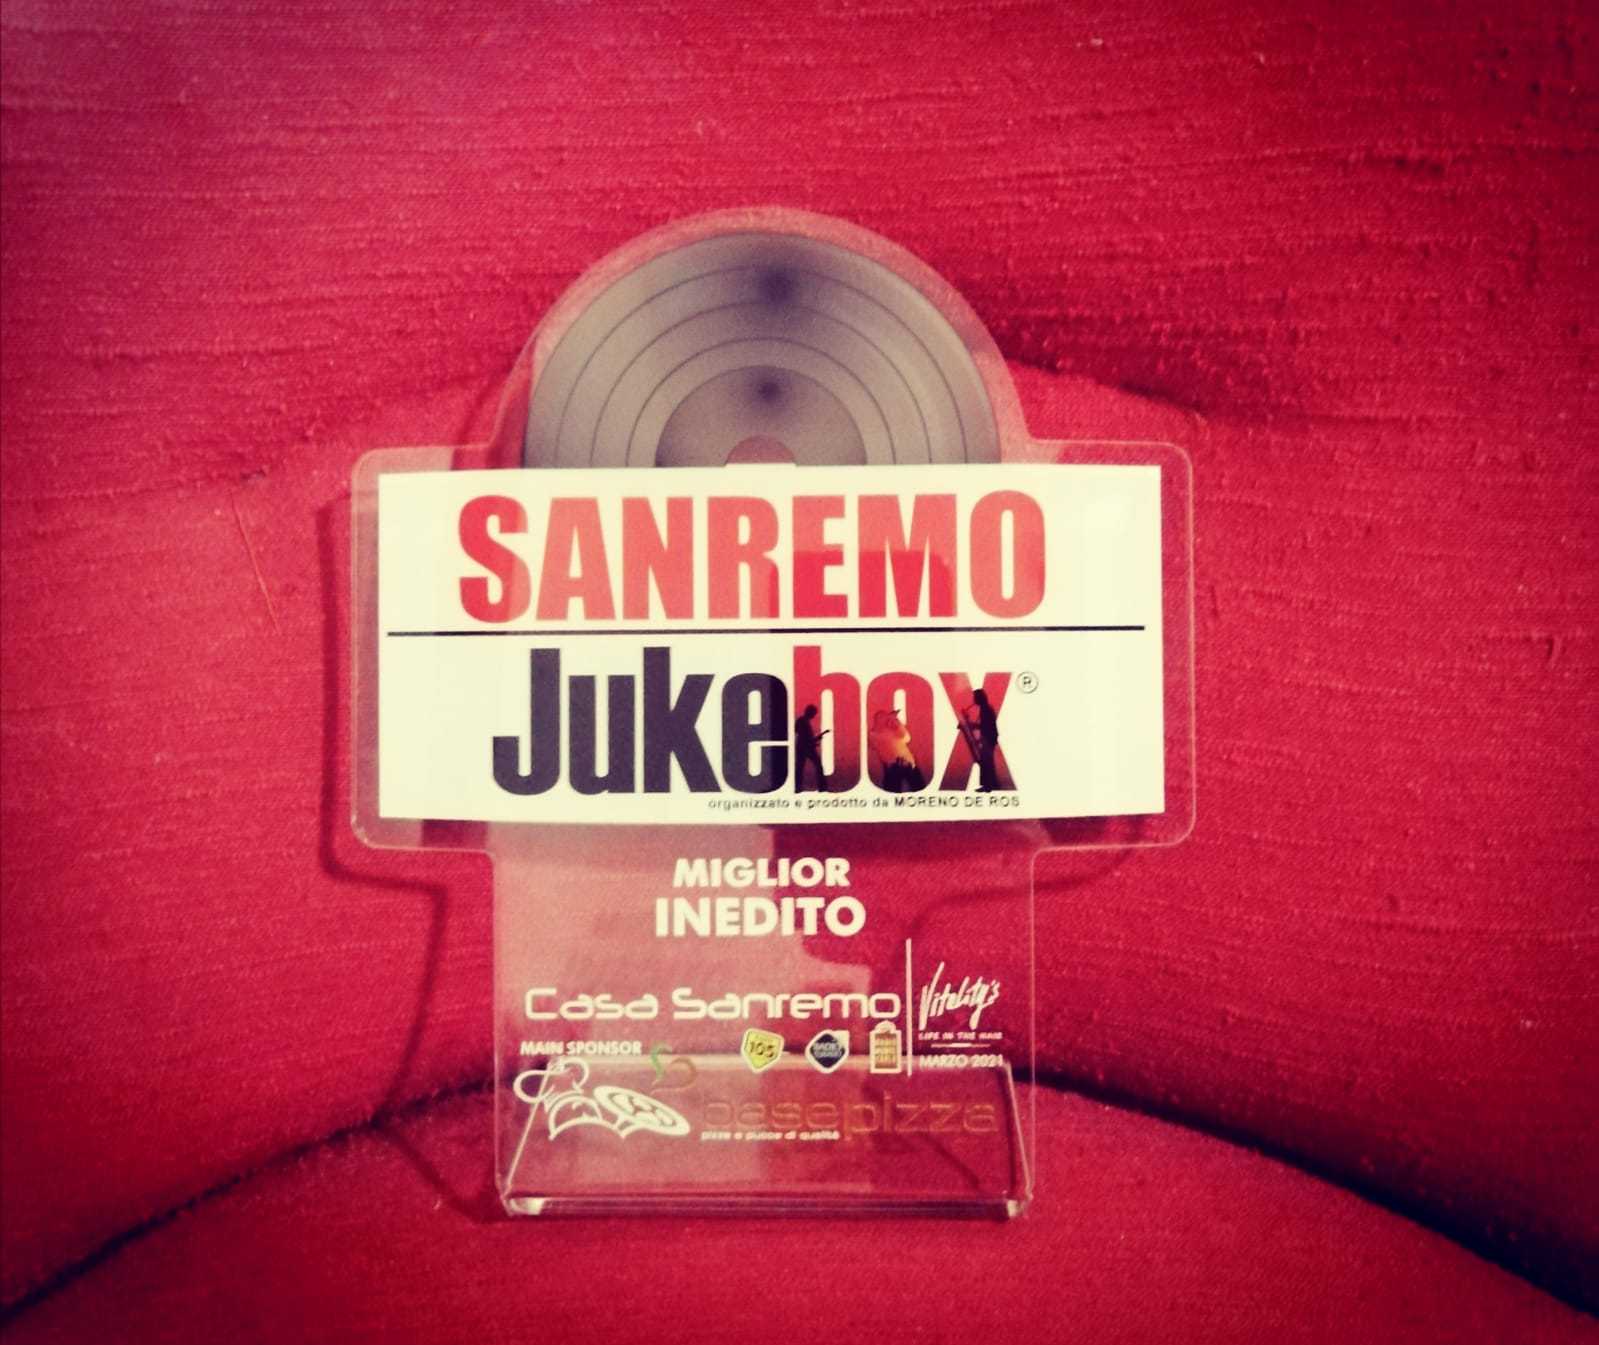 SANREMO
Jukebox®
organizzato e prodotto da MORENO DE ROS
MIGLIOR
INEDITO
Casa Sanremo
Vitality's
LIFE IN THE HAIR
MARZO 2021
MAIN SPONSOR
105
RADIO
basepizza
pizze e pucce di qualità